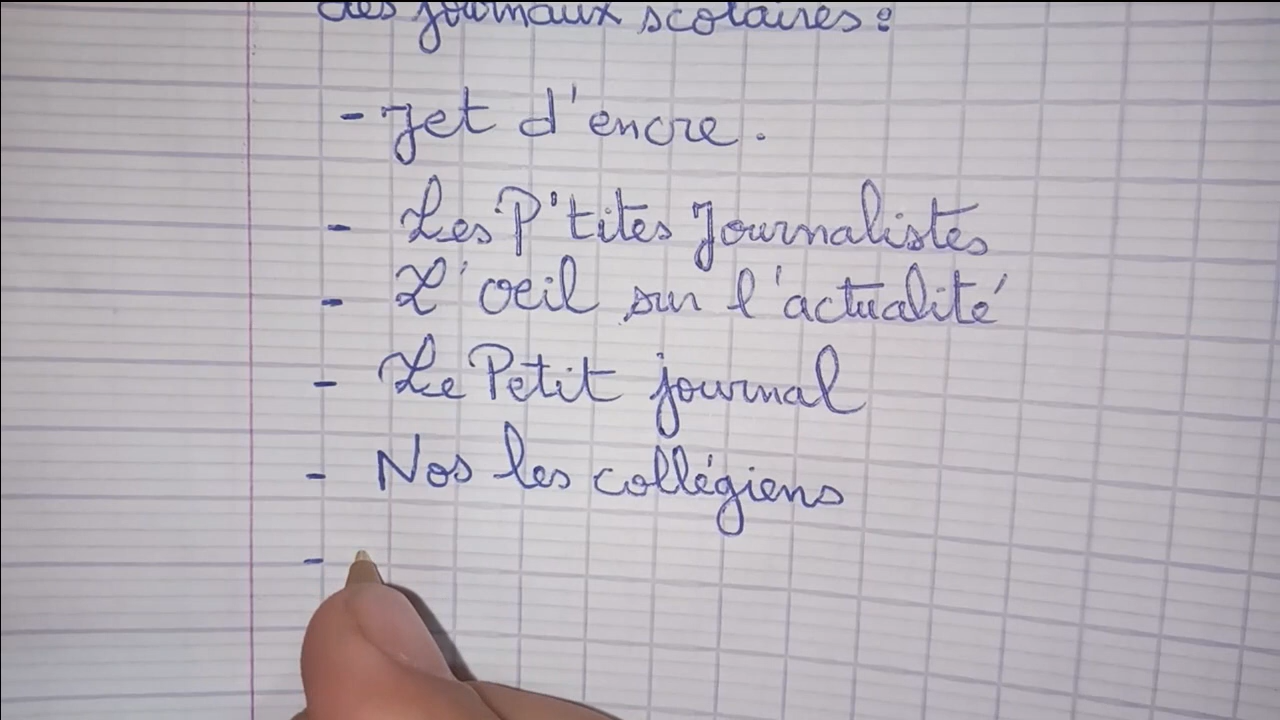 des journaux scolaires :
- Jet d'encre .
- Les P'tites Journalistes
- L'oeil sur l'actualité
- Le Petit journal
- Nos les collégiens
-